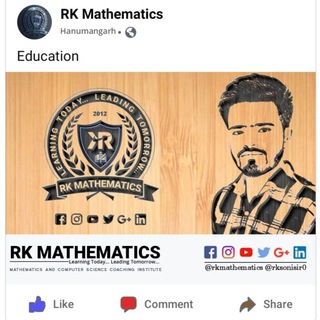 RK Mathematics
Hanumangarh
Education
LEARNING TODAY... LEADING TOMORROW...
2012
RK
RK MATHEMATICS
RK MATHEMATICS
Learning Today... Leading Tomorrow...
MATHEMATICS AND COMPUTER SCIENCE COACHING INSTITUTE
@rkmathematics @rksonisir0
Like
Comment
Share